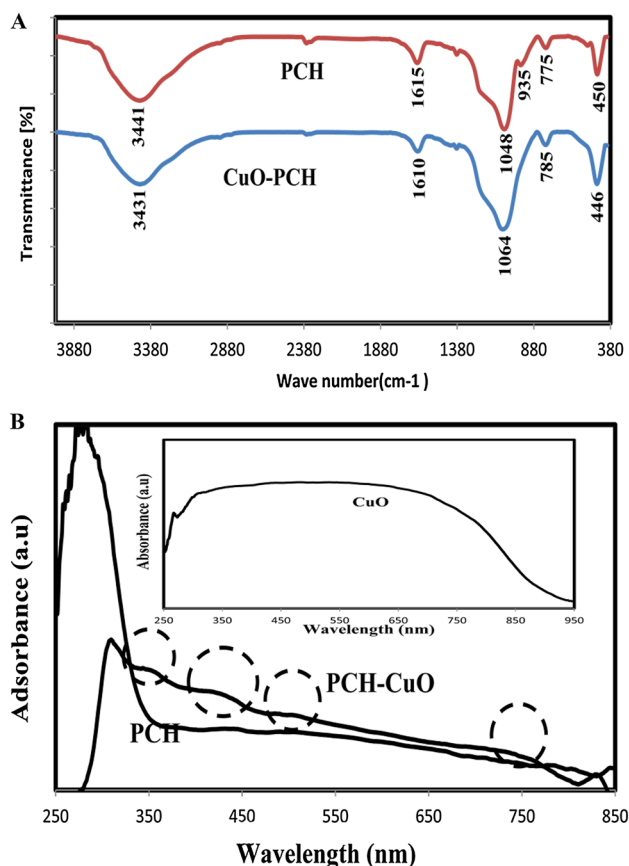 A
Transmittance [%]
PCH
CuO-PCH
3441
1615
1048
935
775
450
3431
1610
1064
785
446
3880 3380 2880 2380 1880 1380 880 380
Wave number(cm-1 )
B
Adsorbance (a.u)
Absorbance (a.u)
CuO
250 350 450 550 650 750 850 950
Wavelength (nm)
PCH-CuO
PCH
250 350 450 550 650 750 850
Wavelength (nm)